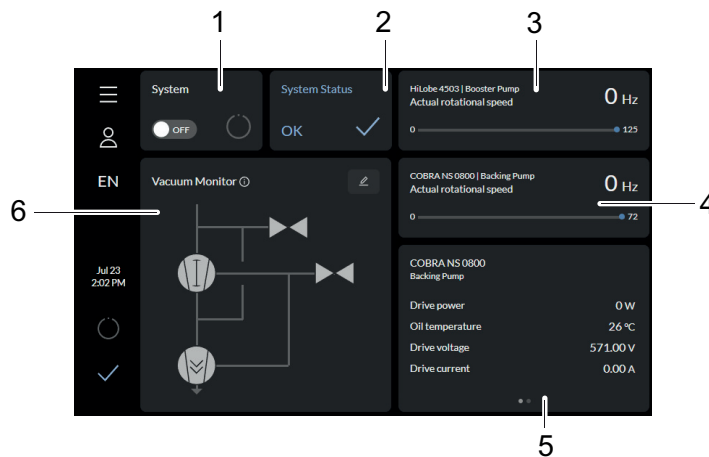 1
2
3
4
5
6
EN
Jul 23
2:02 PM
System
OFF
System Status
OK
HiLobe 4503 | Booster Pump
Actual rotational speed
0 Hz
0
125
COBRA NS 0800 | Backing Pump
Actual rotational speed
0 Hz
0
72
Vacuum Monitor
COBRA NS 0800
Backing Pump
Drive power 0 W
Oil temperature 26 °C
Drive voltage 571.00 V
Drive current 0.00 A